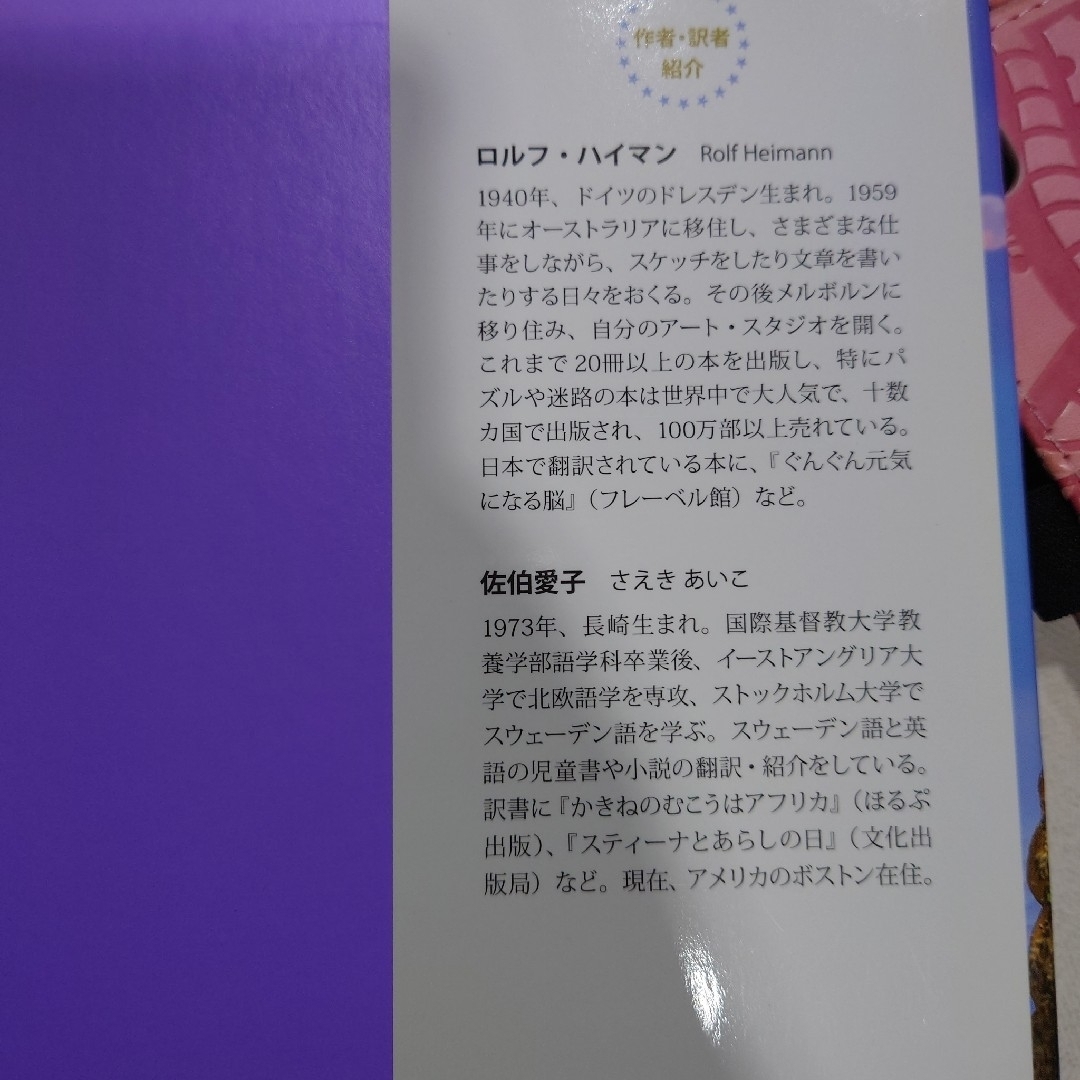 作者・訳者
紹介
ロルフ・ハイマン Rolf Heimann
1940年、ドイツのドレスデン生まれ。1959
年にオーストラリアに移住し、さまざまな仕
事をしながら、スケッチをしたり文章を書い
たりする日々をおくる。その後メルボルンに
移り住み、自分のアート・スタジオを開く。
これまで20冊以上の本を出版し、特にパ
ズルや迷路の本は世界中で大人気で、十数
カ国で出版され、100万部以上売れている。
日本で翻訳されている本に、『ぐんぐん元気
になる脳』（フレーベル館）など。
佐伯愛子 さえき あいこ
1973年、長崎生まれ。国際基督教大学教
養学部語学科卒業後、イーストアングリア大
学で北欧語学を専攻、ストックホルム大学で
スウェーデン語を学ぶ。スウェーデン語と英
語の児童書や小説の翻訳・紹介をしている。
訳書に『かきねのむこうはアフリカ』（ほるぷ
出版）、『スティーナとあらしの日』（文化出
版局）など。現在、アメリカのボストン在住。